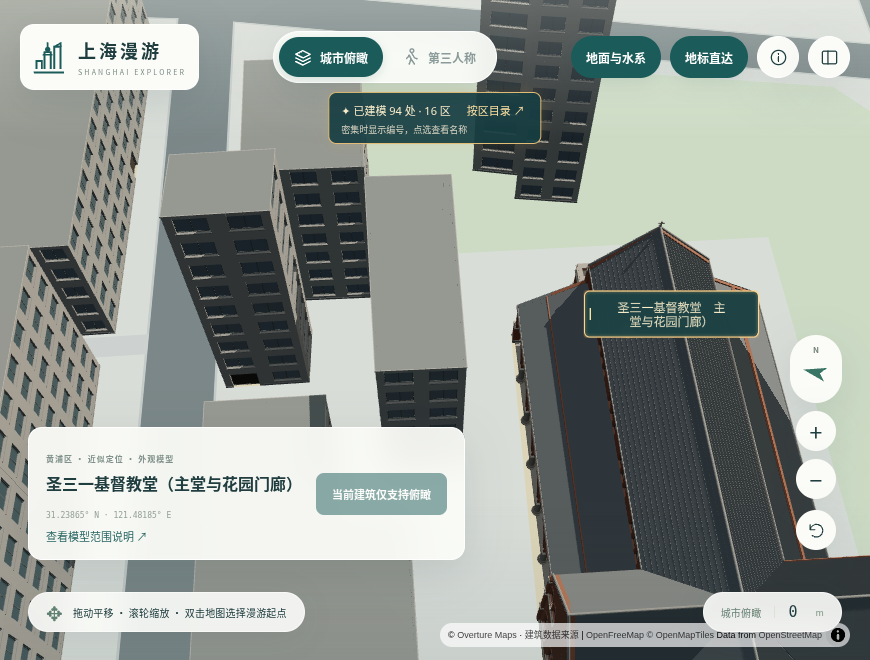 上海漫游
SHANGHAI EXPLORER
城市俯瞰
第三人称
地面与水系
地标直达
✦ 已建模 94 处 · 16 区 按区目录 ↗
密集时显示编号，点选查看名称
圣三一基督教堂 主
堂与花园门廊）
N
+
−
黄浦区 · 近似定位 · 外观模型
圣三一基督教堂（主堂与花园门廊）
31.23865° N · 121.48185° E
查看模型范围说明 ↗
当前建筑仅支持俯瞰
拖动平移 · 滚轮缩放 · 双击地图选择漫游起点
城市俯瞰 0 m
© Overture Maps · 建筑数据来源 | OpenFreeMap © OpenMapTiles Data from OpenStreetMap